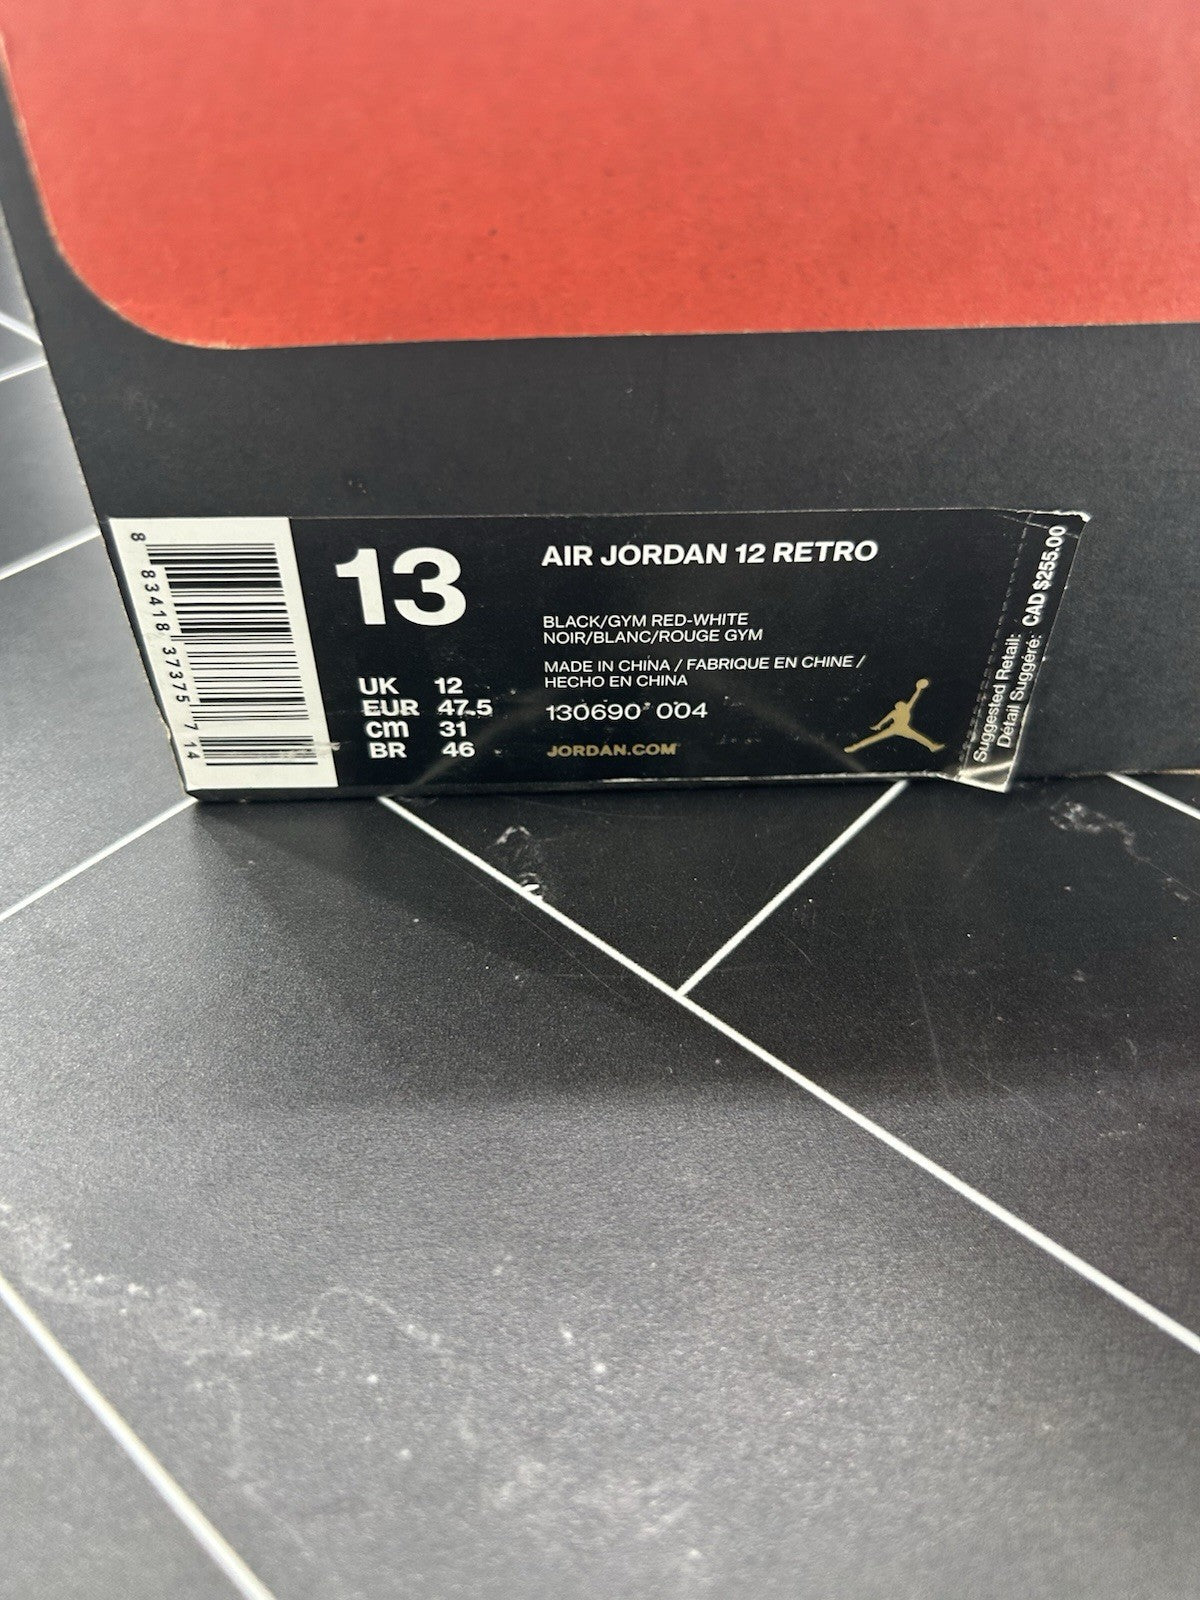 8 83418 37375 7 14
13
UK 12
EUR 47.5
cm 31
BR 46
AIR JORDAN 12 RETRO
BLACK/GYM RED-WHITE
NOIR/BLANC/ROUGE GYM
MADE IN CHINA / FABRIQUE EN CHINE /
HECHO EN CHINA
130690 004
JORDAN.COM
Suggested Retail: CAD $255.00
Détail Suggéré: